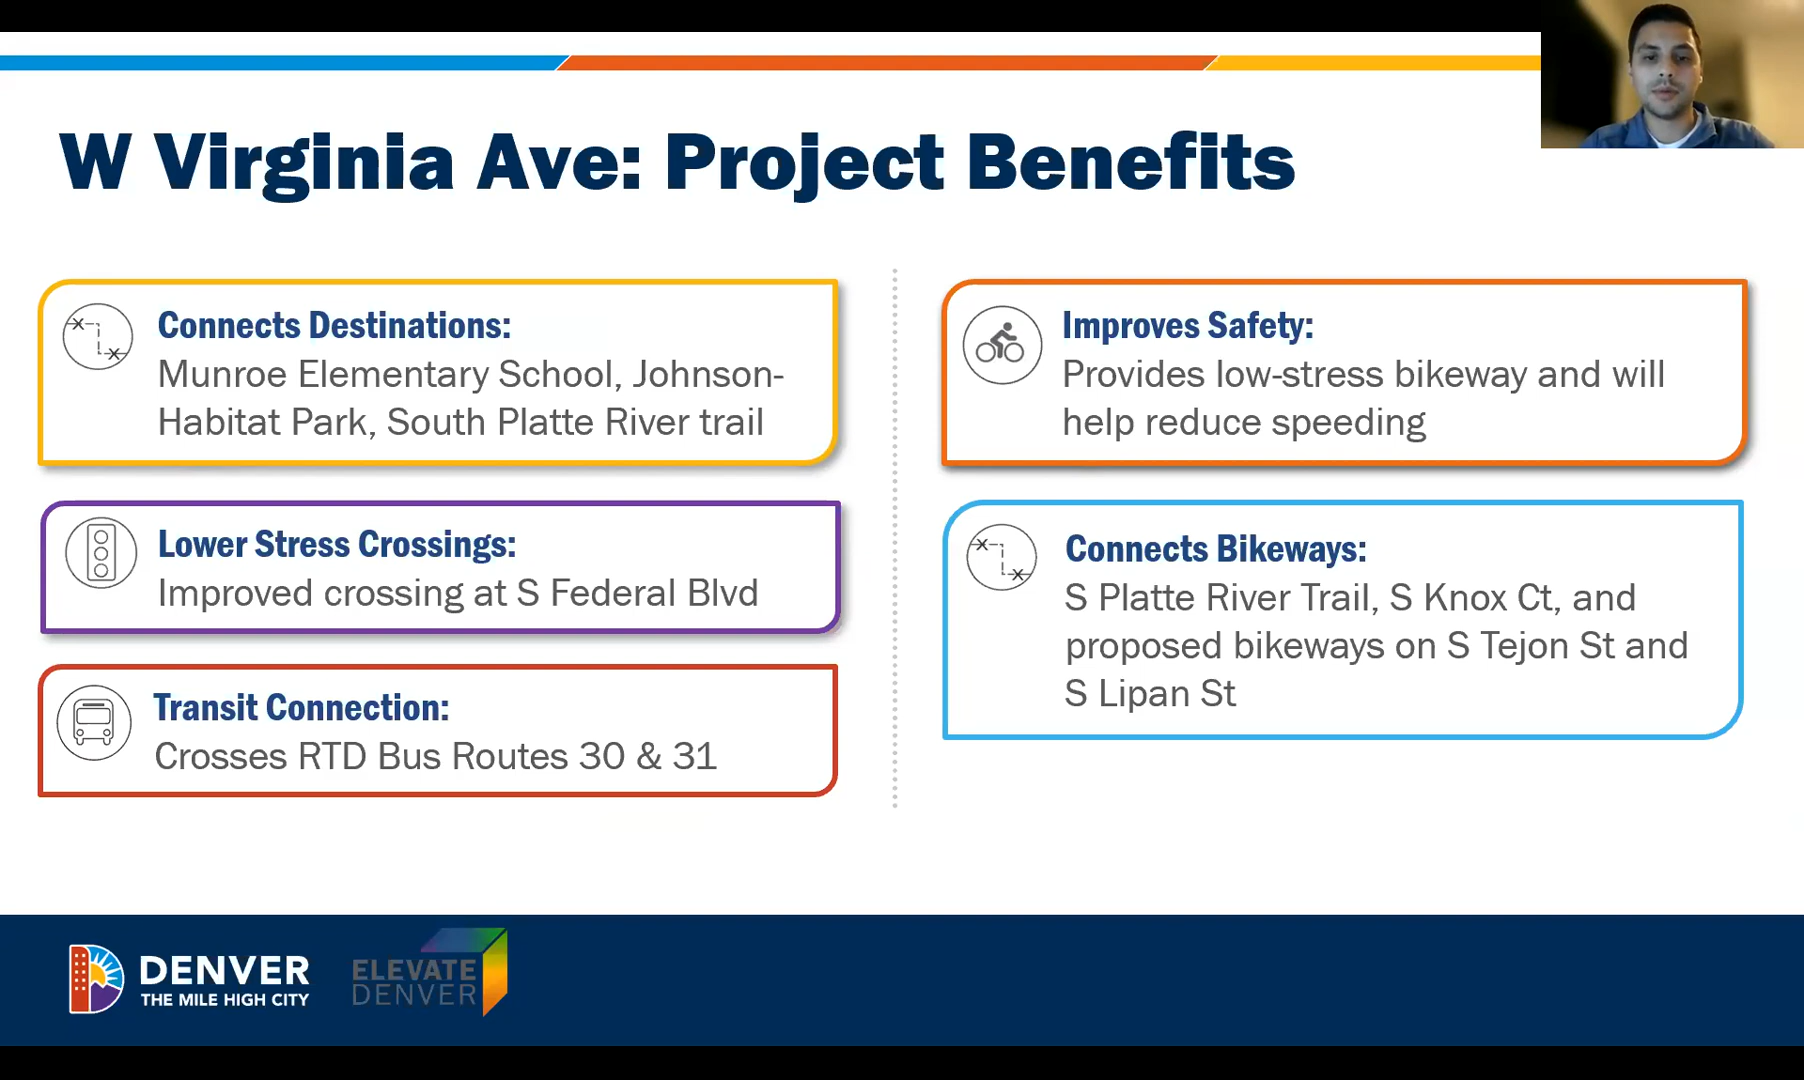 W Virginia Ave: Project Benefits
Connects Destinations:
Munroe Elementary School, Johnson-
Habitat Park, South Platte River trail
Lower Stress Crossings:
Improved crossing at S Federal Blvd
Transit Connection:
Crosses RTD Bus Routes 30 & 31
Improves Safety:
Provides low-stress bikeway and will
help reduce speeding
Connects Bikeways:
S Platte River Trail, S Knox Ct, and
proposed bikeways on S Tejon St and
S Lipan St
DENVER
THE MILE HIGH CITY
ELEVATE
DENVER